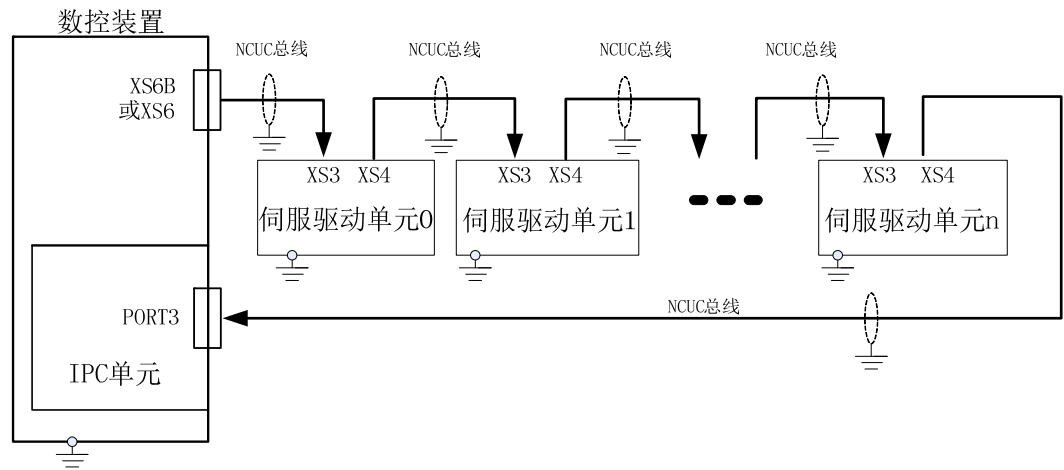 数控装置
NCUC总线
NCUC总线
NCUC总线
NCUC总线
XS6B
或XS6
XS3 XS4
XS3 XS4
XS3 XS4
伺服驱动单元0
伺服驱动单元1
伺服驱动单元n
NCUC总线
PORT3
IPC单元